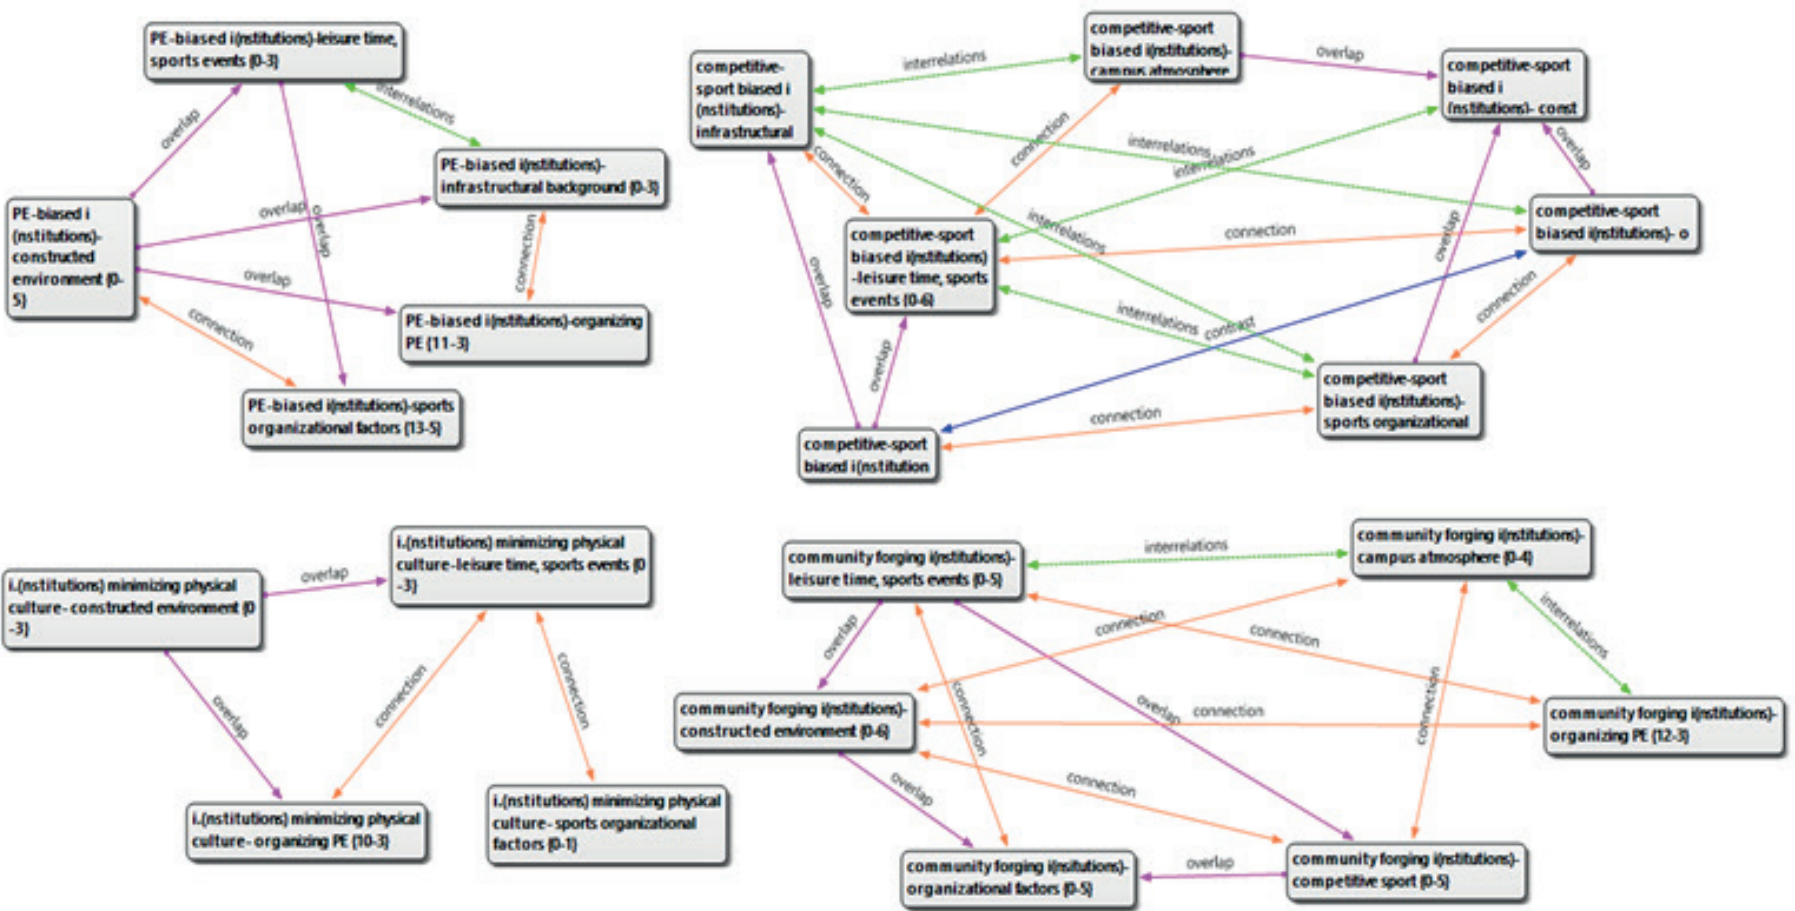 PE-biased i(nstitutions)-leisure time,
sports events {0-3}
overlap
interrelations
PE-biased i(nstitutions)-
infrastructural background {0-3}
PE-biased i
(nstitutions)-
constructed
environment {0-
5}
overlap
overlap
overlap
connection
connection
PE-biased i(nstitutions)-organizing
PE {11-3}
PE-biased i(nstitutions)-sports
organizational factors {13-5}
competitive-
sport biased i
(nstitutions)-
infrastructural
interrelations
competitive-sport
biased i(nstitutions)-
campus atmosphere
overlap
competitive-sport
biased i
(nstitutions)- const
connection
connection
interrelations
interrelations
overlap
competitive-sport
biased i(nstitutions)- o
competitive-sport
biased i(nstitutions)
-leisure time, sports
events {0-6}
interrelations
connection
overlap
overlap
interrelations
contrast
connection
overlap
competitive-sport
biased i(nstitutions)-
sports organizational
connection
competitive-sport
biased i(nstitution
i.(nstitutions) minimizing physical
culture- constructed environment {0
-3}
overlap
i.(nstitutions) minimizing physical
culture-leisure time, sports events {0
-3}
overlap
connection
connection
i.(nstitutions) minimizing physical
culture- organizing PE {10-3}
i.(nstitutions) minimizing physical
culture- sports organizational
factors {0-1}
community forging i(nstitutions)-
leisure time, sports events {0-5}
interrelations
community forging i(nstitutions)-
campus atmosphere {0-4}
overlap
connection
connection
interrelations
community forging i(nstitutions)-
constructed environment {0-6}
connection
overlap
connection
connection
community forging i(nstitutions)-
organizing PE {12-3}
overlap
connection
community forging i(nsitutions)-
organizational factors {0-5}
overlap
community forging i(nstitutions)-
competitive sport {0-5}